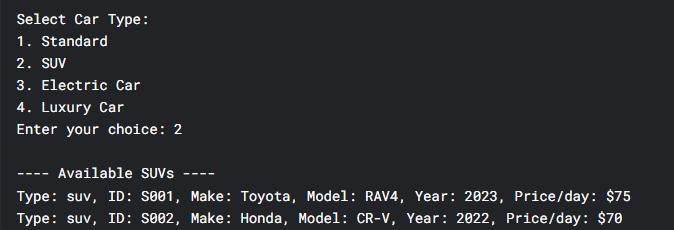 Select Car Type:
1. Standard
2. SUV
3. Electric Car
4. Luxury Car
Enter your choice: 2
---- Available SUVs ----
Type: suv, ID: S001, Make: Toyota, Model: RAV4, Year: 2023, Price/day: $75
Type: suv, ID: S002, Make: Honda, Model: CR-V, Year: 2022, Price/day: $70